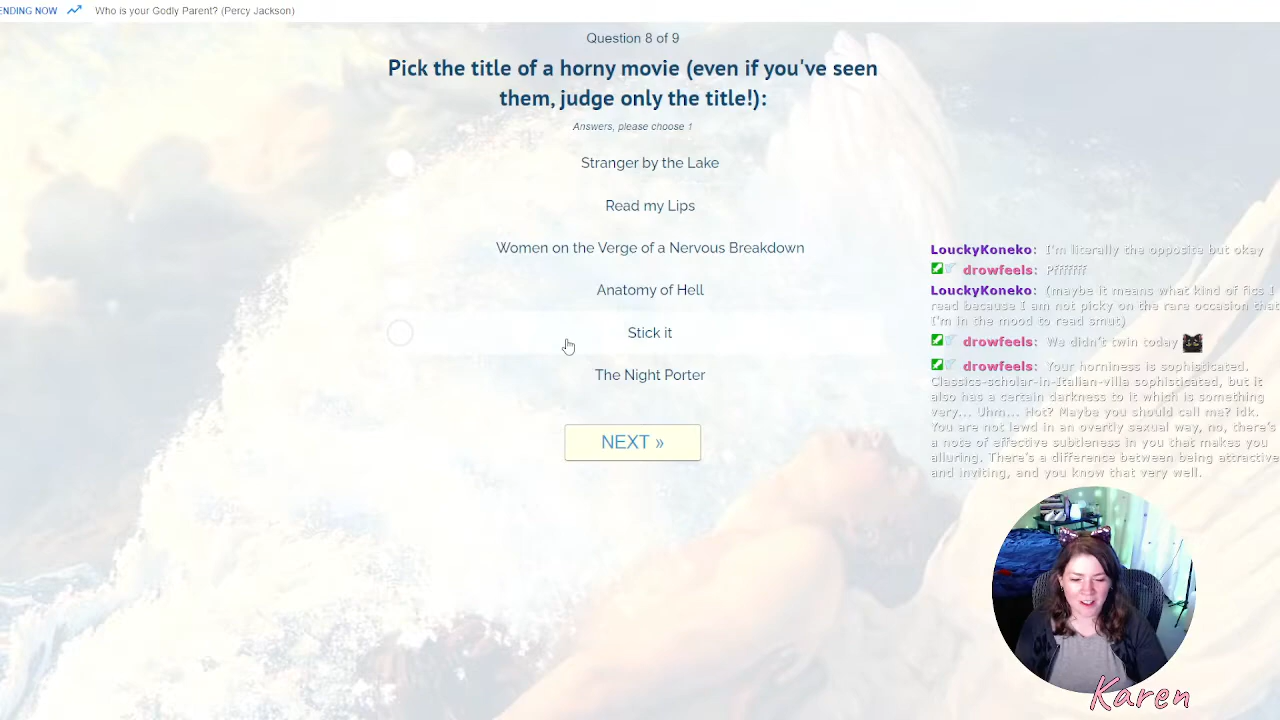 ENDING NOW Who is your Godly Parent? (Percy Jackson)
Question 8 of 9
Pick the title of a horny movie (even if you've seen
them, judge only the title!):
Answers, please choose 1
Stranger by the Lake
Read my Lips
Women on the Verge of a Nervous Breakdown
Anatomy of Hell
Stick it
The Night Porter
NEXT »
LouckyKoneko: I'm literally the opposite but okay
drowfeels: Pfffffff
LouckyKoneko: (maybe it means what kind of fics I
read because I am not picky on the rare occasion that
I'm in the mood to read smut)
drowfeels: We didn't twin today
drowfeels: Your horniness is sophisticated.
Classics-scholar-in-Italian-villa sophisticated, but it
also has a certain darkness to it which is something
very... Uhm... Hot? Maybe you should call me? idk.
You are not lewd in an overtly sexual way, no, there's
a note of effective subtleness in you that makes you
alluring. There's a difference between being attractive
and inviting, and you know that very well.
Karen